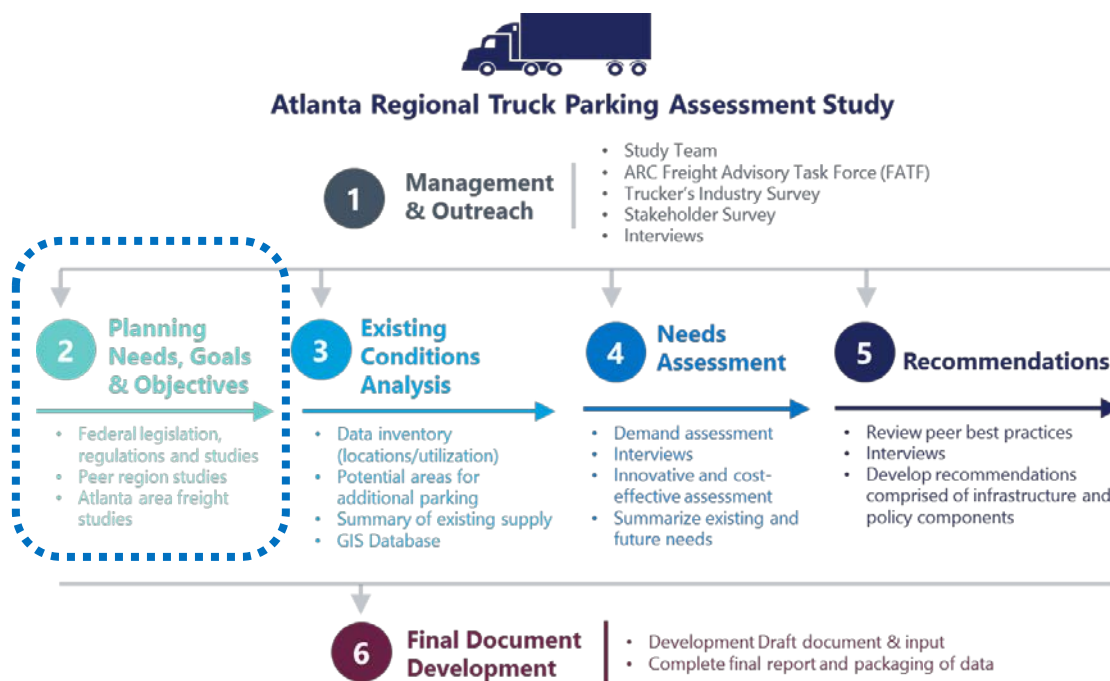 Atlanta Regional Truck Parking Assessment Study
1
Management
& Outreach
• Study Team
• ARC Freight Advisory Task Force (FATF)
• Trucker's Industry Survey
• Stakeholder Survey
• Interviews
2
Planning
Needs, Goals
& Objectives
• Federal legislation,
regulations and studies
• Peer region studies
• Atlanta area freight
studies
3
Existing
Conditions
Analysis
• Data inventory
(locations/utilization)
• Potential areas for
additional parking
• Summary of existing supply
• GIS Database
4
Needs
Assessment
• Demand assessment
• Interviews
• Innovative and cost-
effective assessment
• Summarize existing and
future needs
5
Recommendations
• Review peer best practices
• Interviews
• Develop recommendations
comprised of infrastructure and
policy components
6
Final Document
Development
• Development Draft document & input
• Complete final report and packaging of data